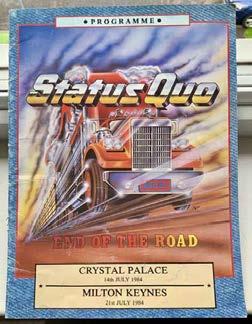 • PROGRAMME •
Status Quo
END OF THE ROAD
CRYSTAL PALACE
14th JULY 1984
MILTON KEYNES
21st JULY 1984